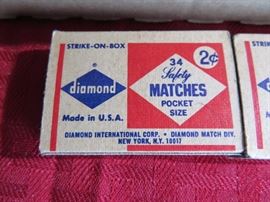 STRIKE-ON-BOX
diamond
Made in U.S.A.
34
Safety
MATCHES
POCKET
SIZE
2¢
DIAMOND INTERNATIONAL CORP. • DIAMOND MATCH DIV.
NEW YORK, N.Y. 10017